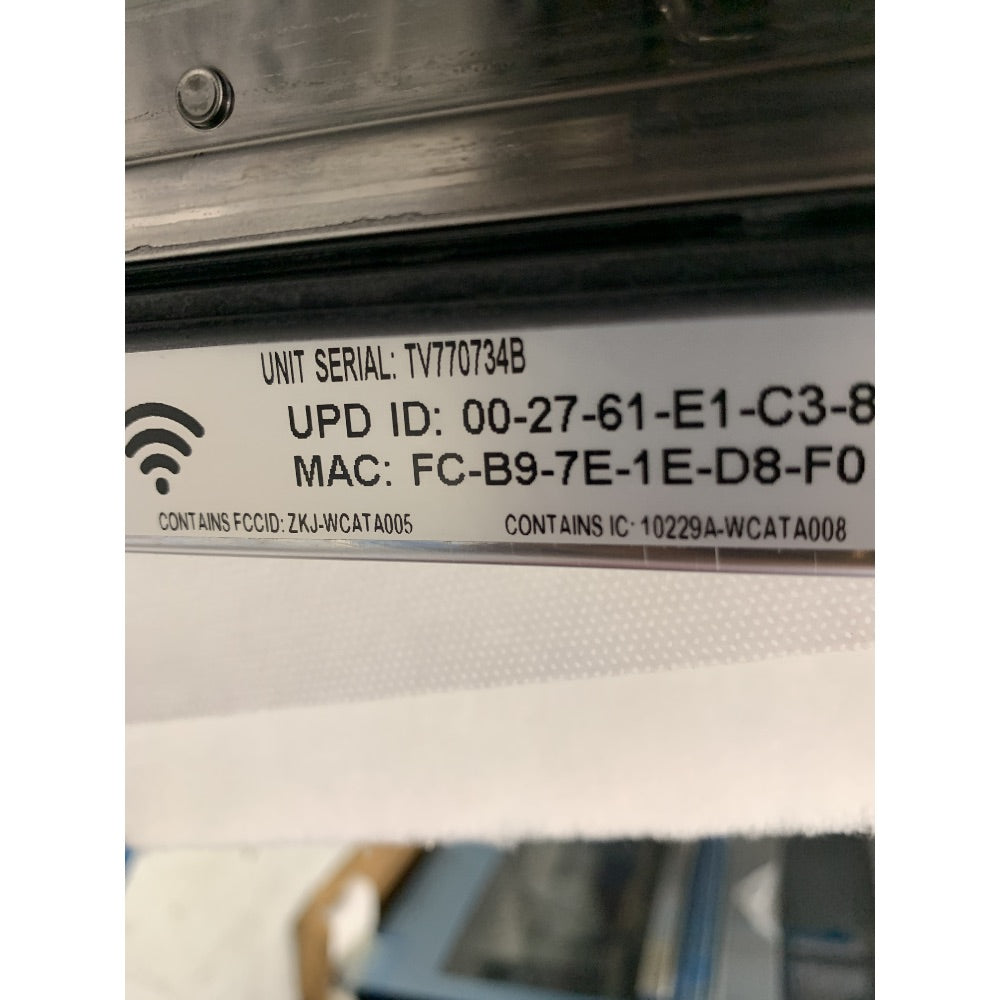 UNIT SERIAL: TV770734B
UPD ID: 00-27-61-E1-C3-8
MAC: FC-B9-7E-1E-D8-F0
CONTAINS FCCID: ZKJ-WCATA005 CONTAINS IC: 10229A-WCATA008